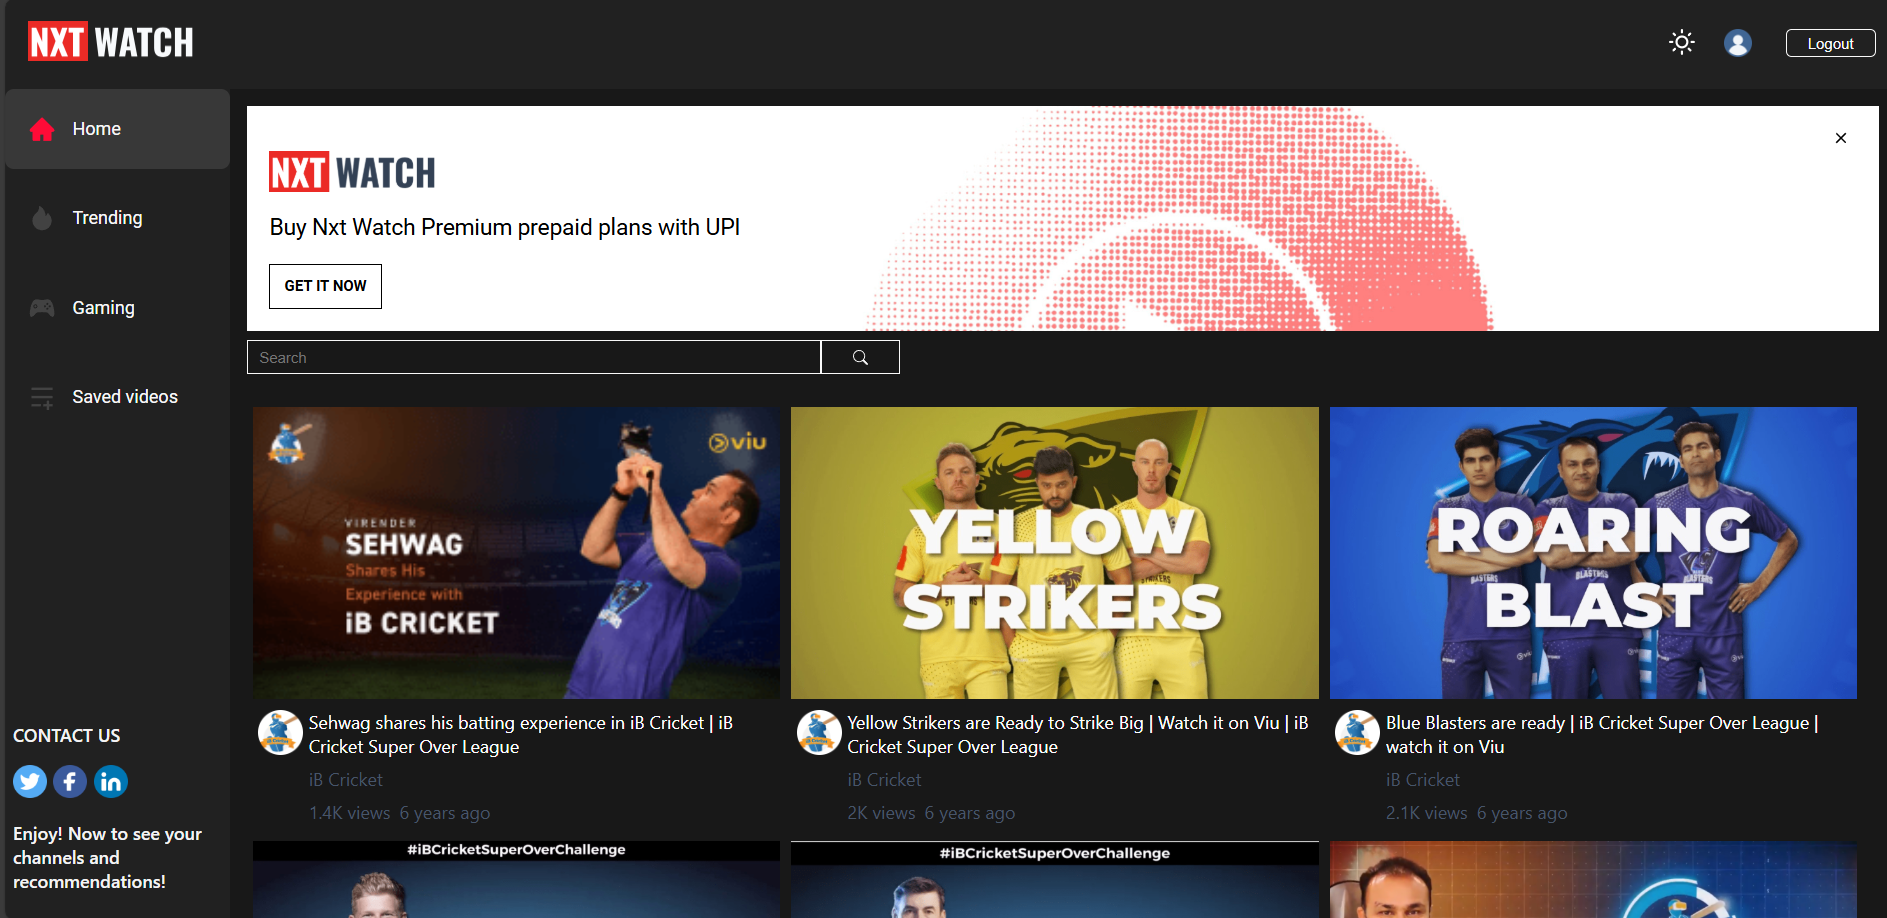 NXT WATCH
Logout
Home
Trending
Gaming
Saved videos
CONTACT US
Enjoy! Now to see your
channels and
recommendations!
NXT WATCH
Buy Nxt Watch Premium prepaid plans with UPI
GET IT NOW
Search
viu
VIRENDER
SEHWAG
Shares His
Experience with
iB CRICKET
Sehwag shares his batting experience in iB Cricket | iB
Cricket Super Over League
iB Cricket
1.4K views 6 years ago
YELLOW
STRIKERS
Yellow Strikers are Ready to Strike Big | Watch it on Viu | iB
Cricket Super Over League
iB Cricket
2K views 6 years ago
ROARING
BLAST
Blue Blasters are ready | iB Cricket Super Over League |
watch it on Viu
iB Cricket
2.1K views 6 years ago
#iBCricketSuperOverChallenge
#iBCricketSuperOverChallenge